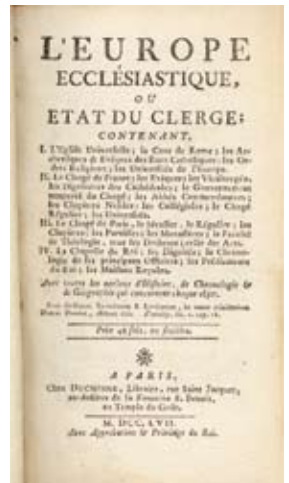 L'EUROPE
ECCLÉSIASTIQUE,
OU
ETAT DU CLERGÉ;
CONTENANT,
I. L'Eglise Universelle; la Cour de Rome; les Ar-
chevêques & Evêques des Etats Catholiques; les Or-
dres Religieux; les Universités de l'Europe.
II. Le Clergé de France; les Evêques; les Vicaires
les Dignités des Cathédrales; le Gouvernement
du Clergé; les Abbés Commendataires;
les Chapitres Nobles; les Collégiales; le Clergé
Régulier; les Universités.
III. Le Clergé de Paris, le Séculier, le Régulier; les
Chapitres; les Paroisses; les Monasteres; la Faculté
de Théologie, tous ses Docteurs; celle des Arts.
IV. La Chapelle du Roi; ses Dignités; la Chronolo-
gie de ses principaux Officiers; les Prédicateurs
du Roi; les Maisons Royales.
Avec toutes les notions d'Histoire, de Chronologie &
de Géographie qui concernent chaque objet.
Prix 48 sols, en feuilles.
A PARIS,
Chez DUCHESNE, Libraire, rue Saint Jacques,
au-dessous de la Fontaine S. Benoît,
au Temple du Goût.
M. DCC. LVII.
Avec Approbation & Privilège du Roi.